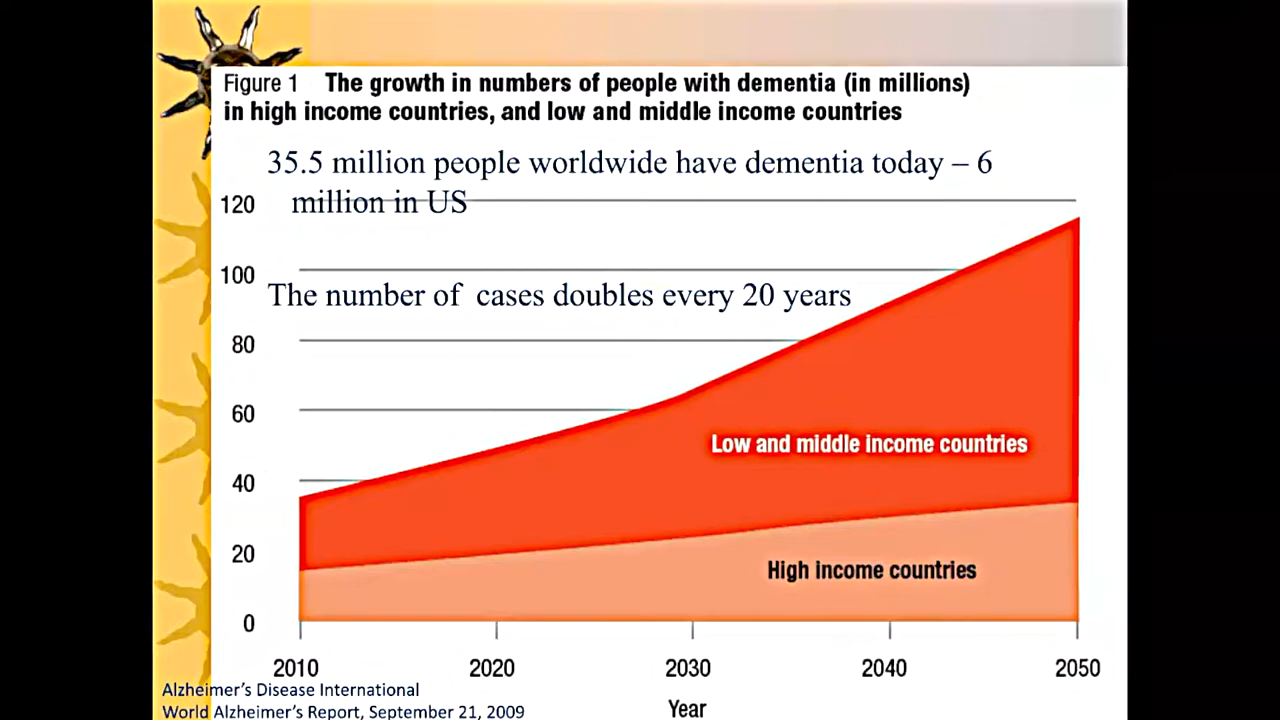 Figure 1 The growth in numbers of people with dementia (in millions)
in high income countries, and low and middle income countries
35.5 million people worldwide have dementia today – 6
million in US
120
100
The number of cases doubles every 20 years
80
60
Low and middle income countries
40
20
High income countries
0
2010 2020 2030 2040 2050
Alzheimer's Disease International
Year
World Alzheimer's Report, September 21, 2009